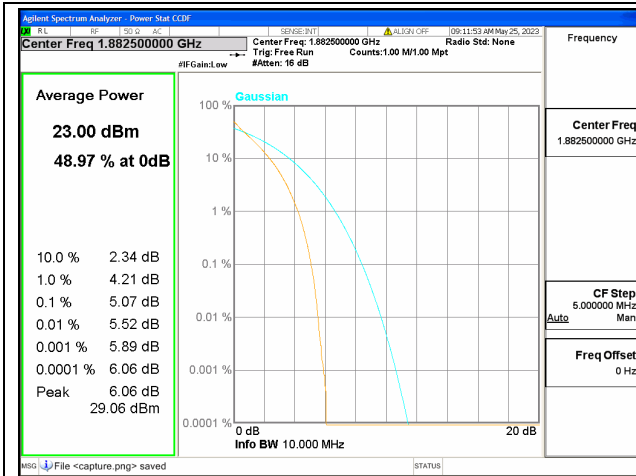 Agilent Spectrum Analyzer - Power Stat CCDF
RL RF 50 Ω AC SENSE:INT ALIGN OFF 09:11:53 AM May 25, 2023
Center Freq 1.882500000 GHz
Center Freq: 1.882500000 GHz Radio Std: None
Trig: Free Run Counts:1.00 M/1.00 Mpt
#IFGain:Low #Atten: 16 dB
Frequency
Average Power
23.00 dBm
48.97 % at 0dB
10.0 % 2.34 dB
1.0 % 4.21 dB
0.1 % 5.07 dB
0.01 % 5.52 dB
0.001 % 5.89 dB
0.0001 % 6.06 dB
Peak 6.06 dB
29.06 dBm
Gaussian
100 %
10 %
1 %
0.1 %
0.01 %
0.001 %
0.0001 %
0 dB 20 dB
Info BW 10.000 MHz
Center Freq
1.882500000 GHz
CF Step
5.000000 MHz
Auto Man
Freq Offset
0 Hz
MSG File <capture.png> saved STATUS